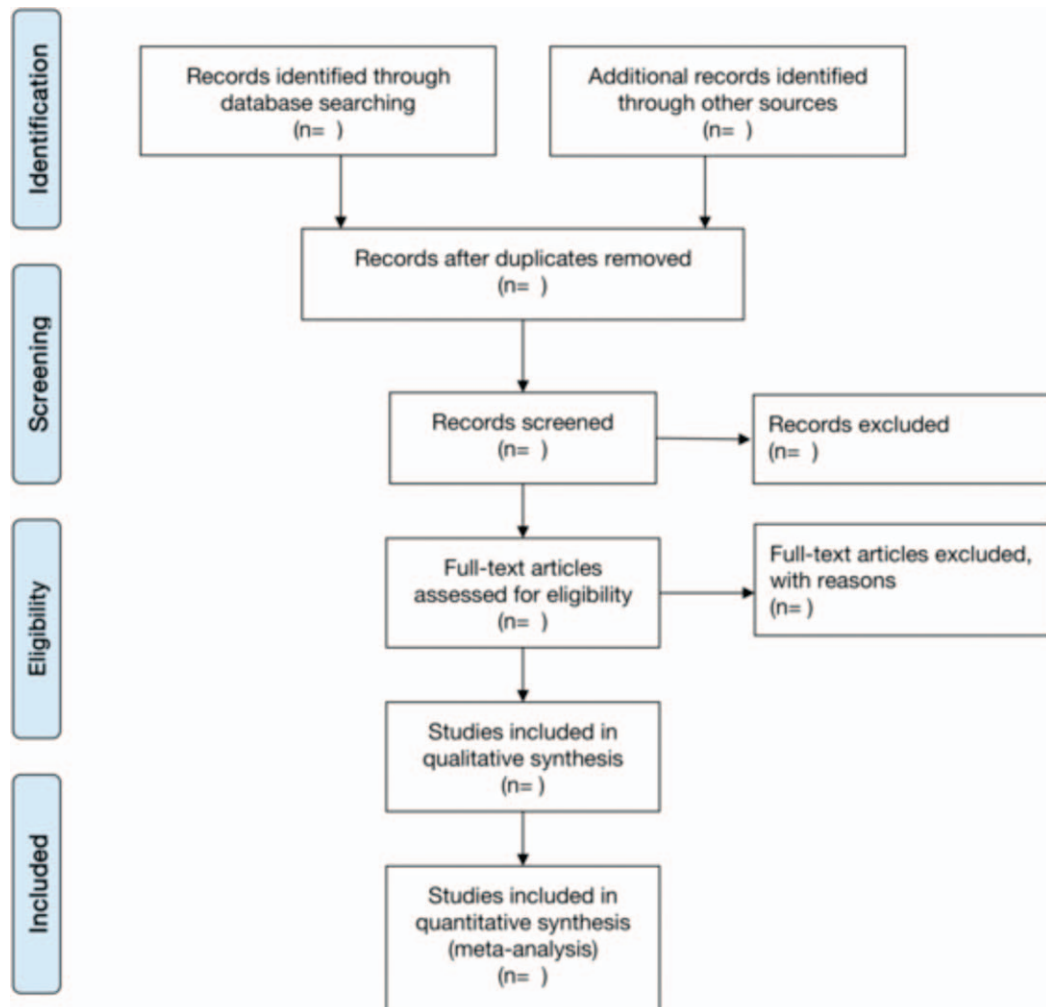 Identification
Records identified through
database searching
(n= )
Additional records identified
through other sources
(n= )
Records after duplicates removed
(n= )
Screening
Records screened
(n= )
Records excluded
(n= )
Eligibility
Full-text articles
assessed for eligibility
(n= )
Full-text articles excluded,
with reasons
(n= )
Studies included in
qualitative synthesis
(n= )
Included
Studies included in
quantitative synthesis
(meta-analysis)
(n= )